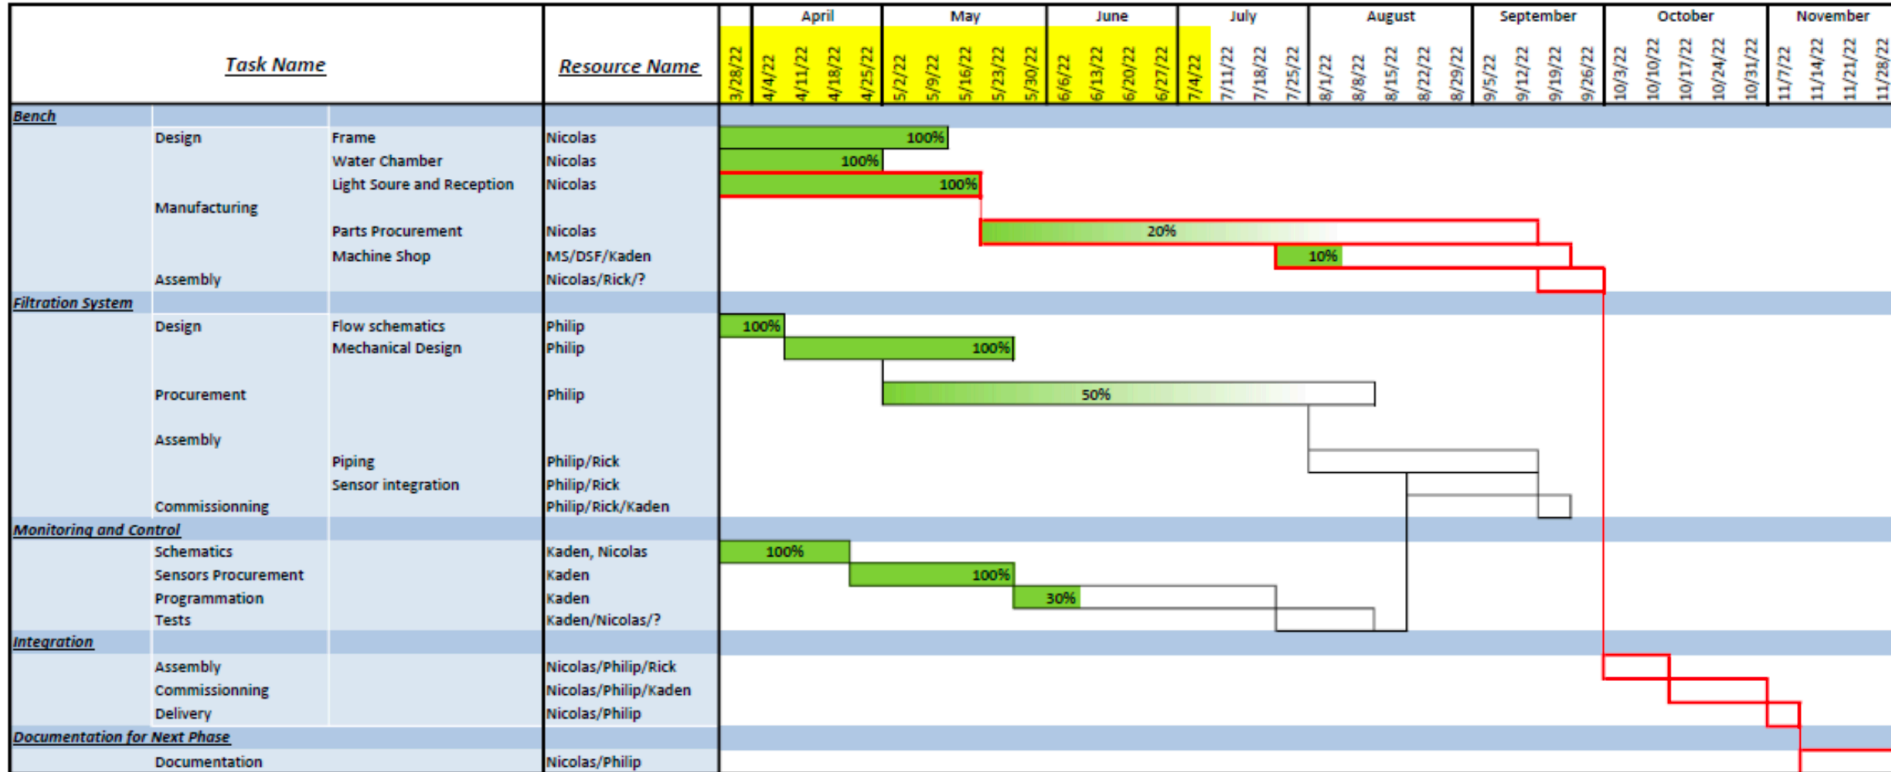 April May June July August September October November
Task Name Resource Name
3/28/22 4/4/22 4/11/22 4/18/22 4/25/22 5/2/22 5/9/22 5/16/22 5/23/22 5/30/22 6/6/22 6/13/22 6/20/22 6/27/22 7/4/22 7/11/22 7/18/22 7/25/22 8/1/22 8/8/22 8/15/22 8/22/22 8/29/22 9/5/22 9/12/22 9/19/22 9/26/22 10/3/22 10/10/22 10/17/22 10/24/22 10/31/22 11/7/22 11/14/22 11/21/22 11/28/22
Bench
Design Frame Nicolas 100%
Water Chamber Nicolas 100%
Light Soure and Reception Nicolas 100%
Manufacturing
Parts Procurement Nicolas 20%
Machine Shop MS/DSF/Kaden 10%
Assembly Nicolas/Rick/?
Filtration System
Design Flow schematics Philip 100%
Mechanical Design Philip 100%
Procurement Philip 50%
Assembly
Piping Philip/Rick
Sensor integration Philip/Rick
Commissionning Philip/Rick/Kaden
Monitoring and Control
Schematics Kaden, Nicolas 100%
Sensors Procurement Kaden 100%
Programmation Kaden 30%
Tests Kaden/Nicolas/?
Integration
Assembly Nicolas/Philip/Rick
Commissionning Nicolas/Philip/Kaden
Delivery Nicolas/Philip
Documentation for Next Phase
Documentation Nicolas/Philip